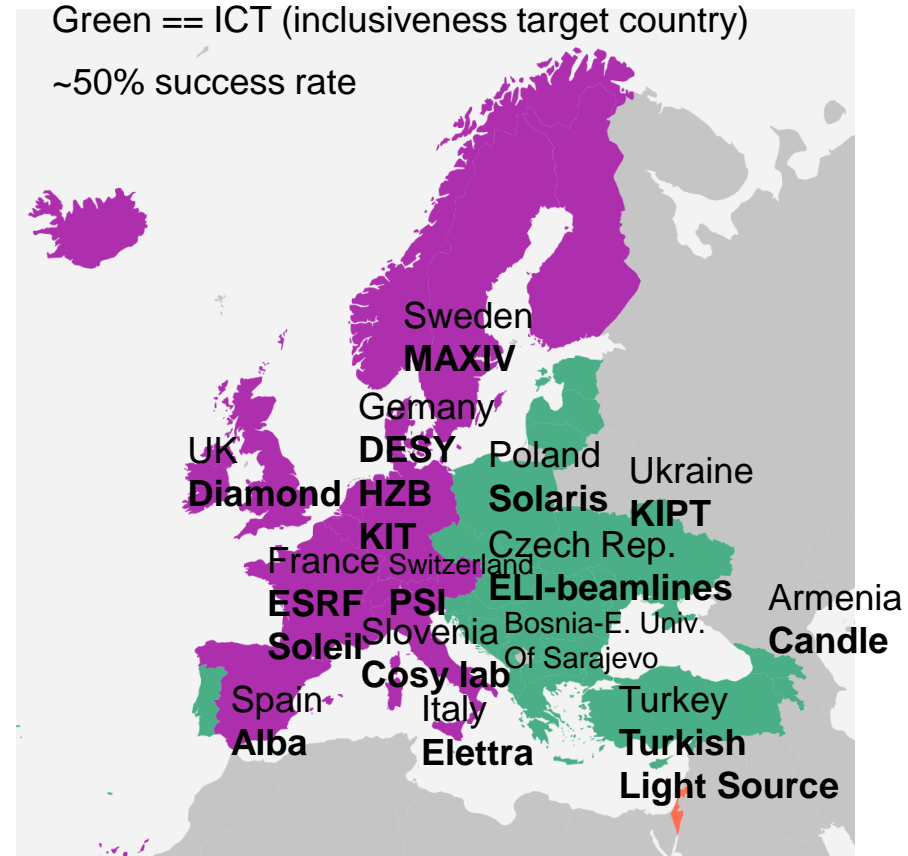 Green == ICT (inclusiveness target country)
~50% success rate
Sweden
MAXIV
Gemany
DESY
HZB
KIT
UK
Diamond
Poland
Solaris
Ukraine
KIPT
Czech Rep.
ELI-beamlines
France
ESRF
Soleil
Switzerland
PSI
Slovenia
Cosy lab
Bosnia-E. Univ.
Of Sarajevo
Armenia
Candle
Spain
Alba
Italy
Elettra
Turkey
Turkish
Light Source